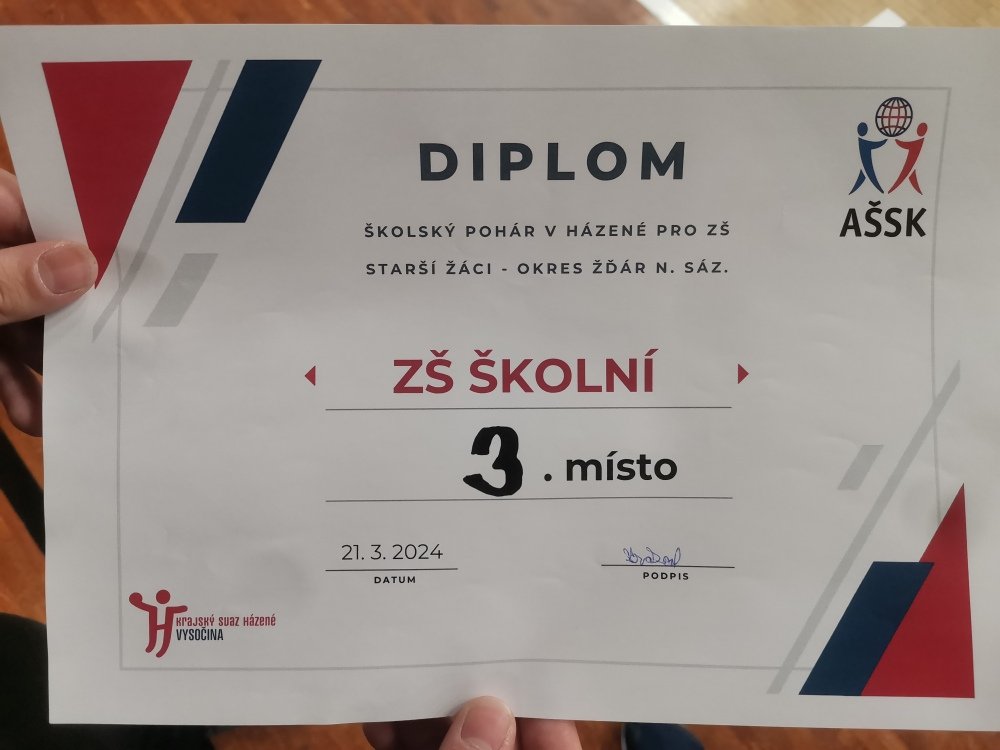 DIPLOM
AŠSK
ŠKOLSKÝ POHÁR V HÁZENÉ PRO ZŠ
STARŠÍ ŽÁCI - OKRES ŽĎÁR N. SÁZ.
ZŠ ŠKOLNÍ
3. místo
21. 3. 2024
DATUM
PODPIS
KRAJSKÝ SVAZ HÁZENÉ
VYSOČINA